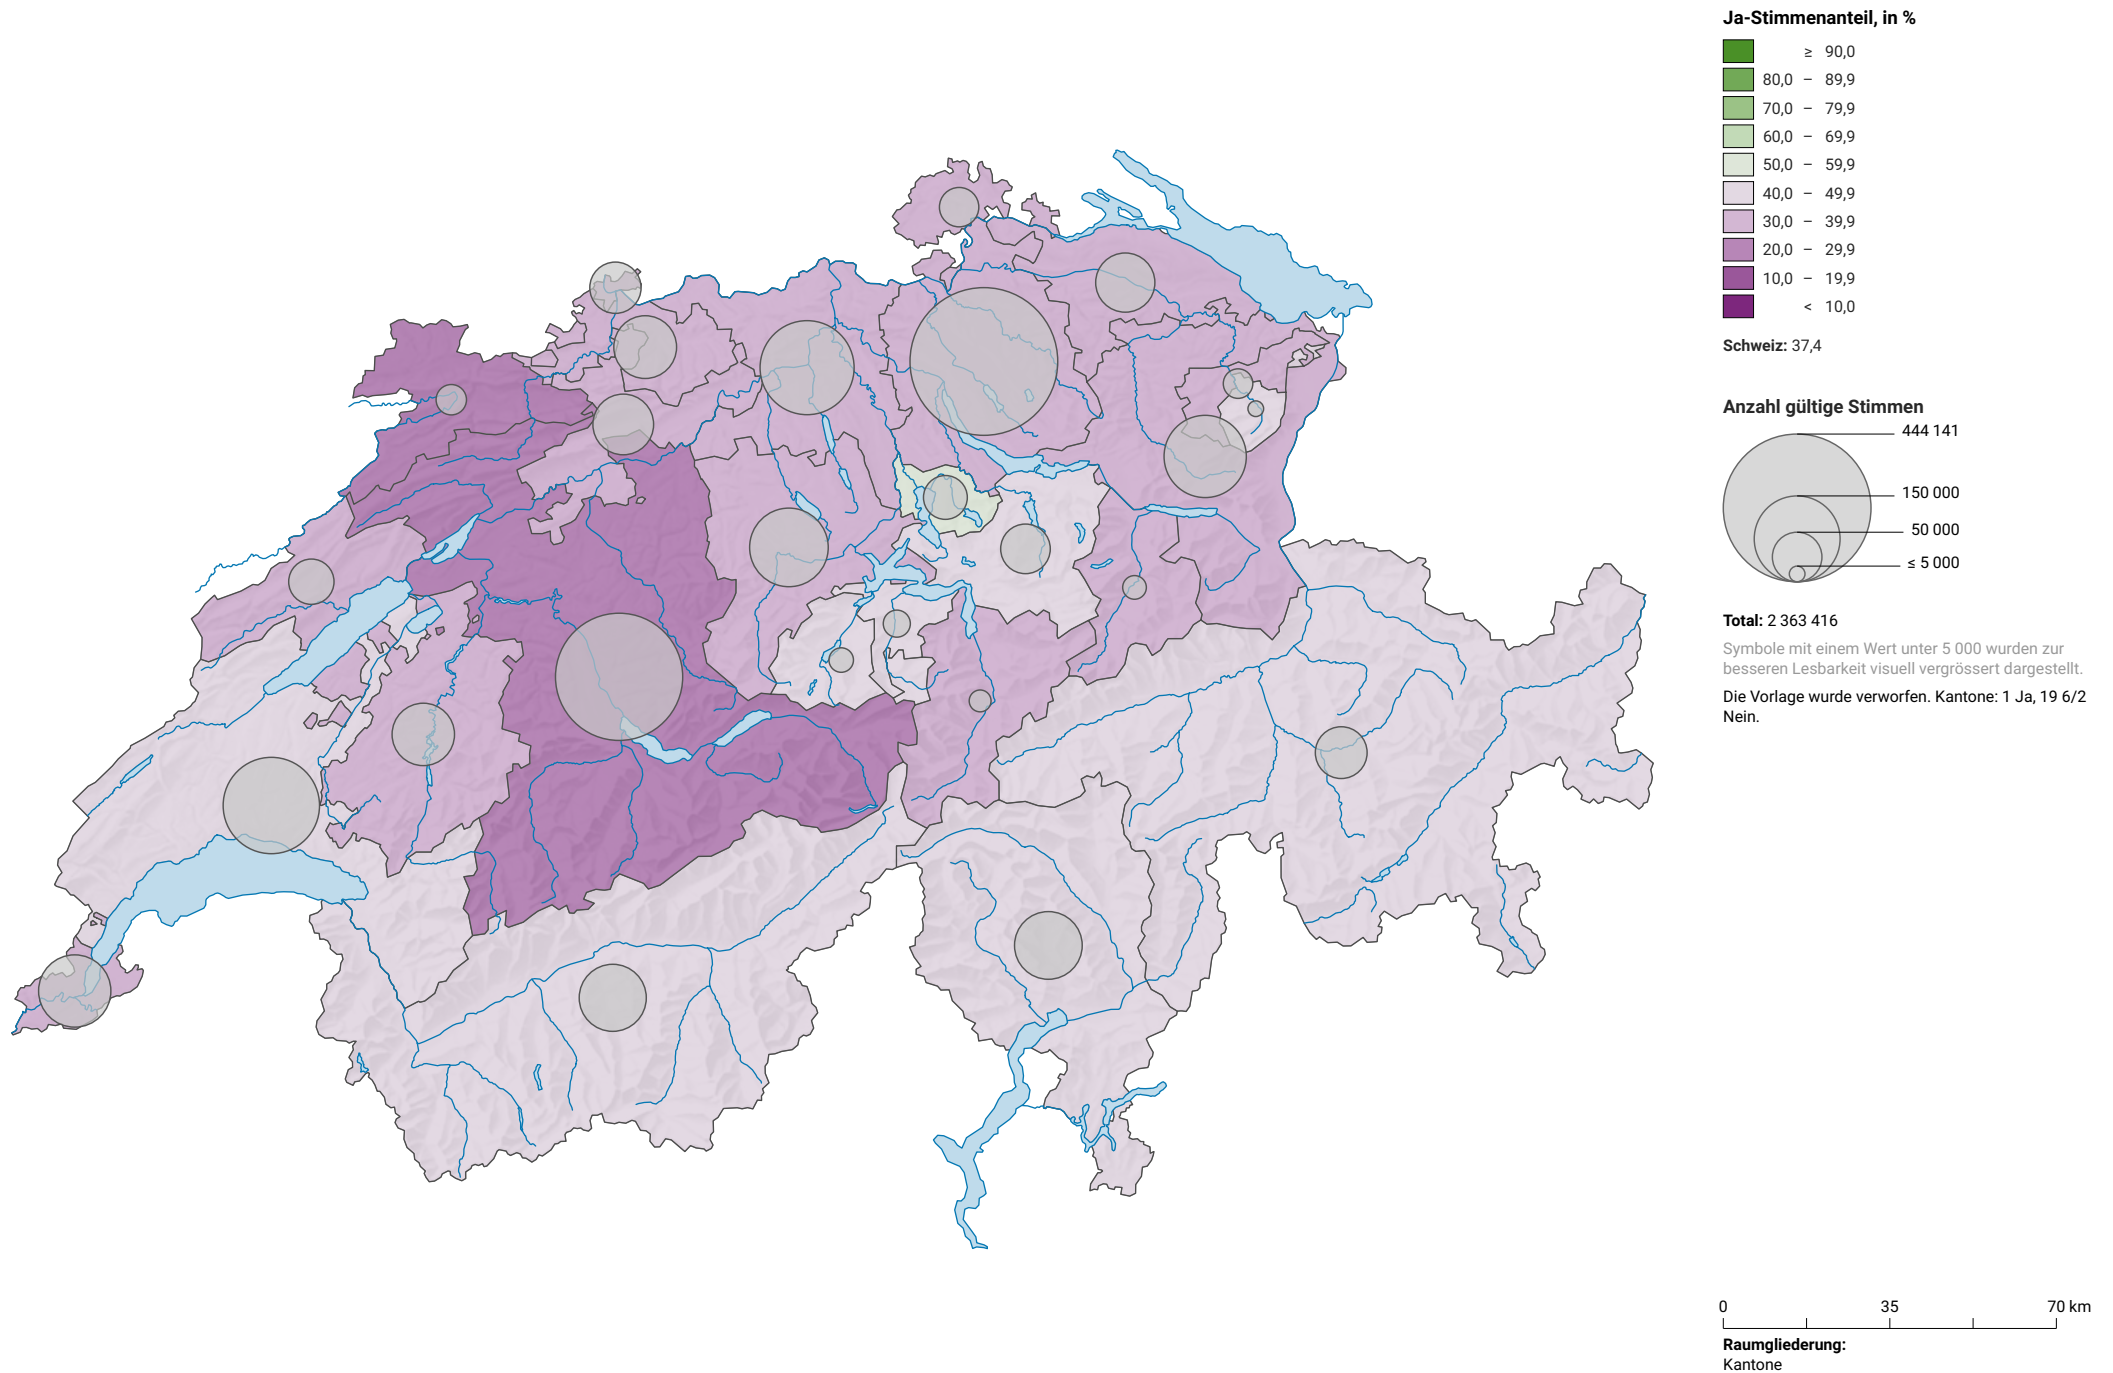 Ja-Stimmenanteil, in %
≥ 90,0
80,0 – 89,9
70,0 – 79,9
60,0 – 69,9
50,0 – 59,9
40,0 – 49,9
30,0 – 39,9
20,0 – 29,9
10,0 – 19,9
< 10,0
Schweiz: 37,4
Anzahl gültige Stimmen
444 141
150 000
50 000
≤ 5 000
Total: 2 363 416
Symbole mit einem Wert unter 5 000 wurden zur
besseren Lesbarkeit visuell vergrössert dargestellt.
Die Vorlage wurde verworfen. Kantone: 1 Ja, 19 6/2
Nein.
0 35 70 km
Raumgliederung:
Kantone